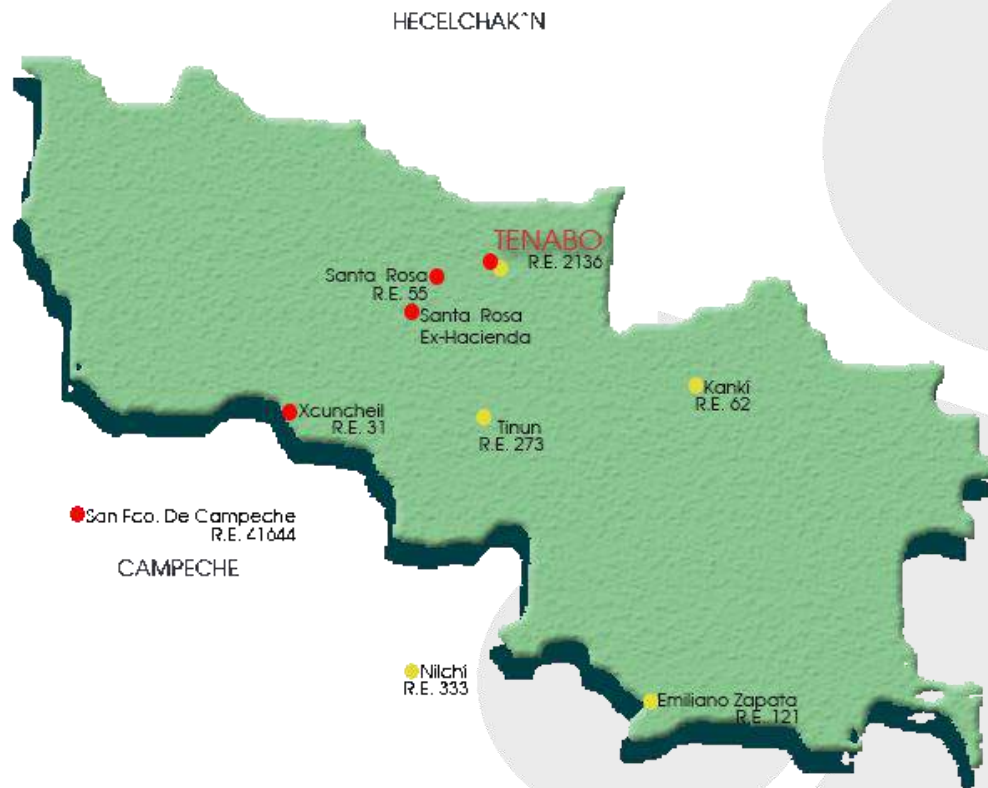 HECELCHAK^N
TENABO
R.E. 2136
Santa Rosa
R.E. 55
Santa Rosa
Ex-Hacienda
Kankí
R.E. 62
Xcuncheil
R.E. 31
Tinun
R.E. 273
San Fco. De Campeche
R.E. 41644
CAMPECHE
Nilchí
R.E. 333
Emiliano Zapata
R.E. 121